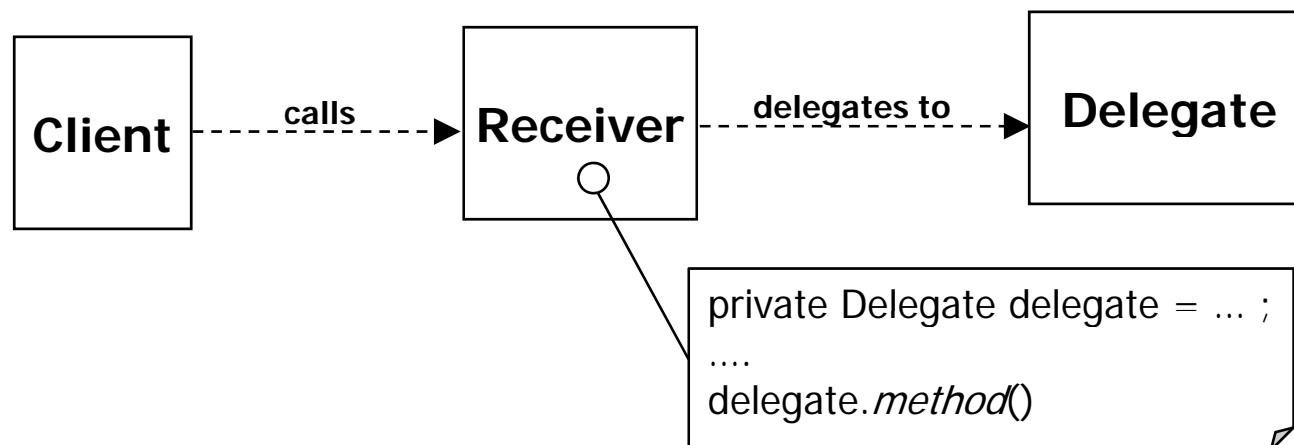 Client
calls
Receiver
delegates to
Delegate
private Delegate delegate = ... ;
....
delegate.method()